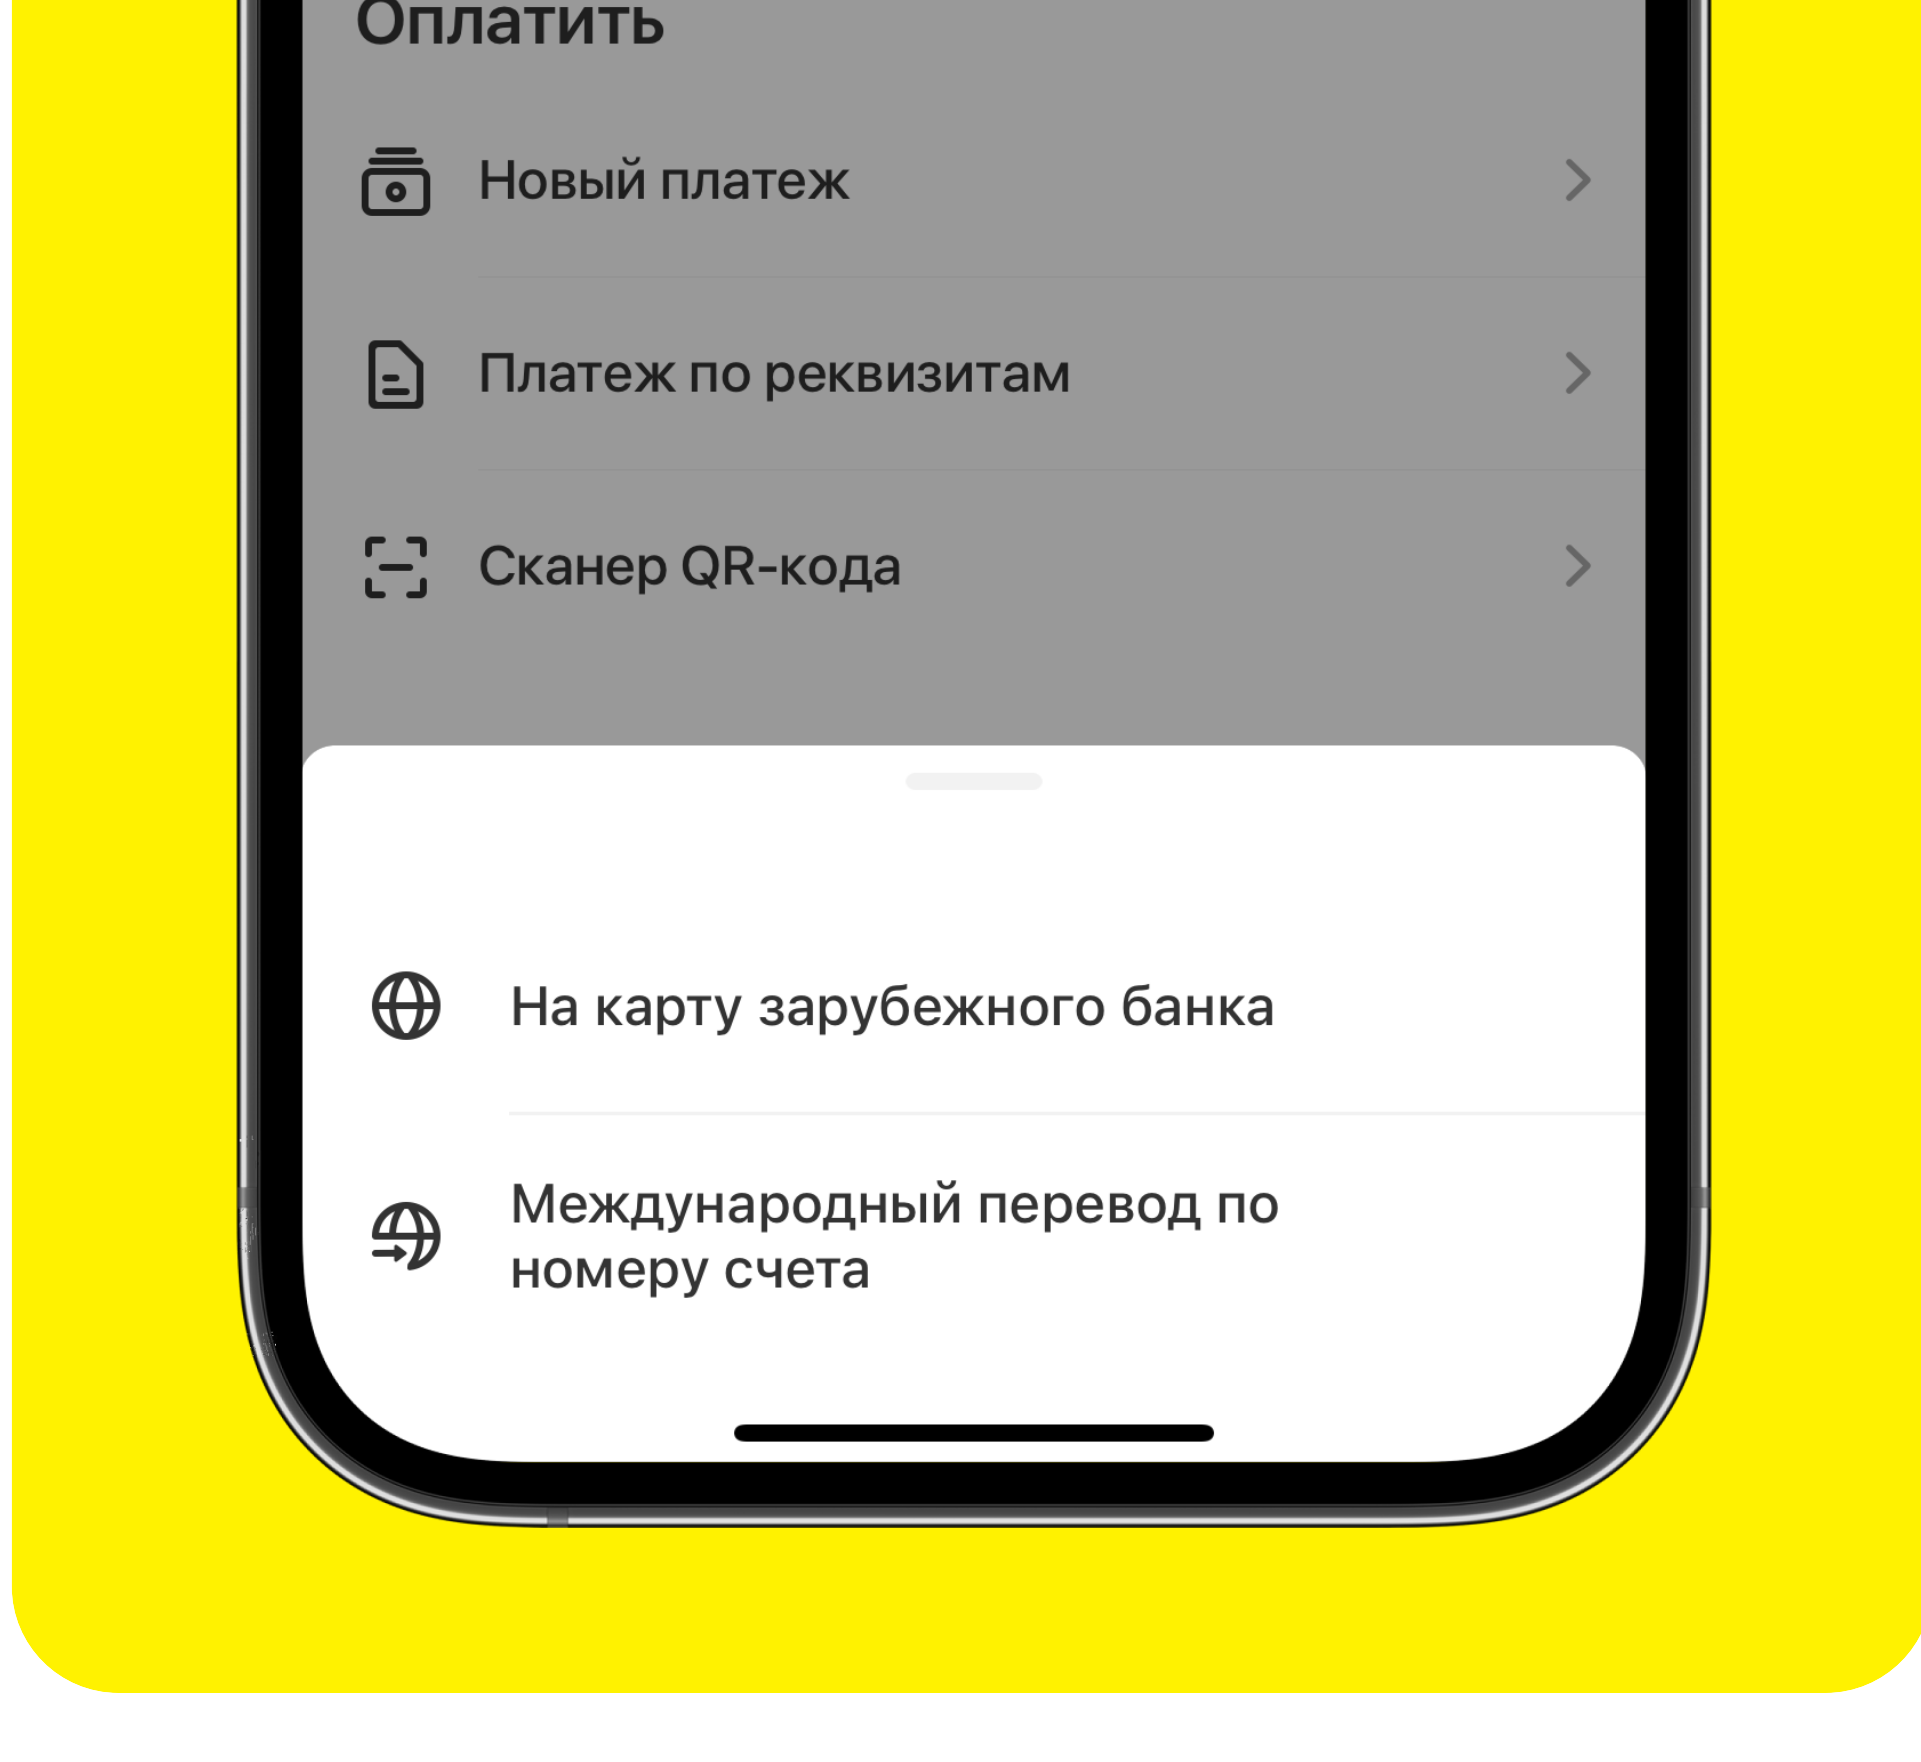 Оплатить
Новый платеж
Платеж по реквизитам
Сканер QR-кода
На карту зарубежного банка
Международный перевод по
номеру счета